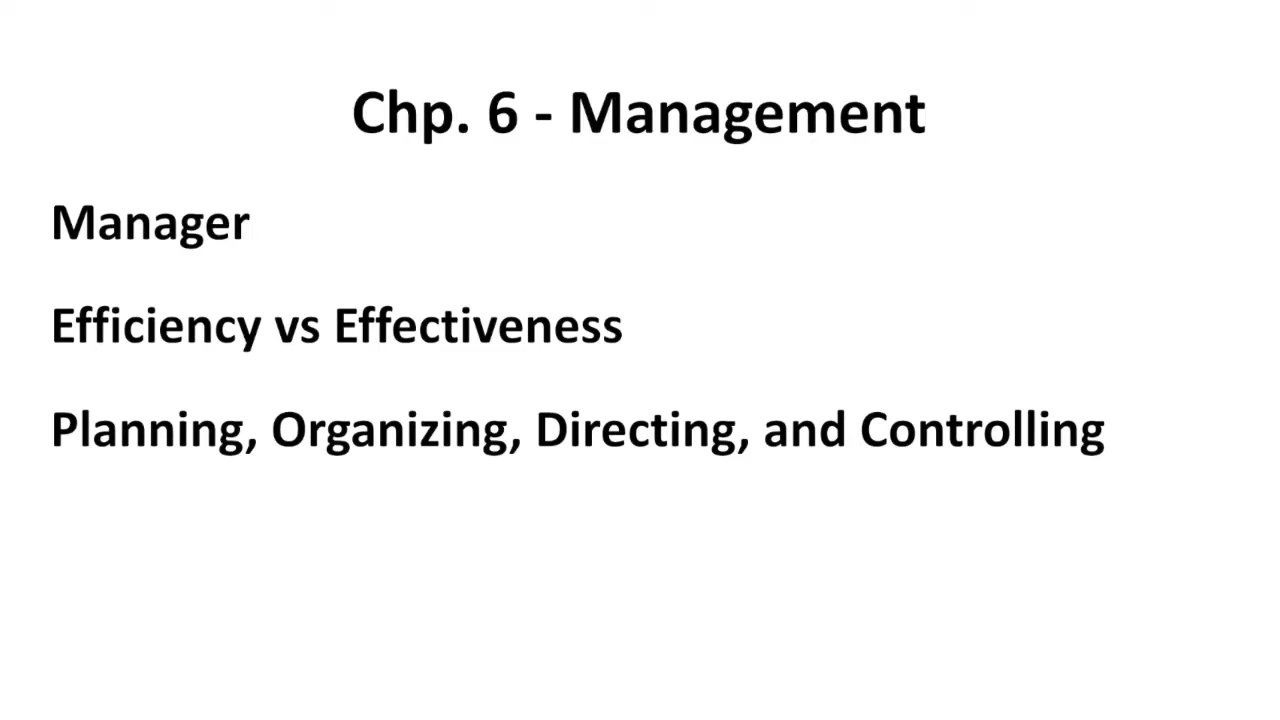 Chp. 6 - Management
Manager
Efficiency vs Effectiveness
Planning, Organizing, Directing, and Controlling